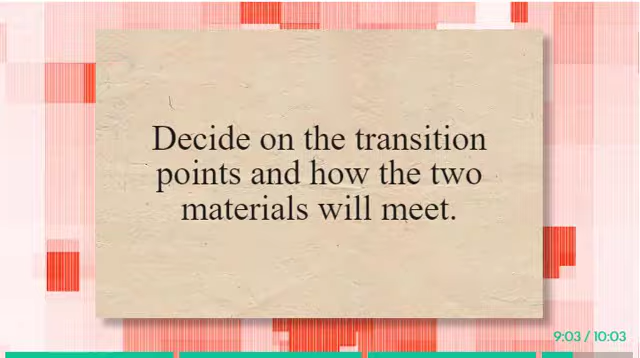 Decide on the transition
points and how the two
materials will meet.
9:03 / 10:03